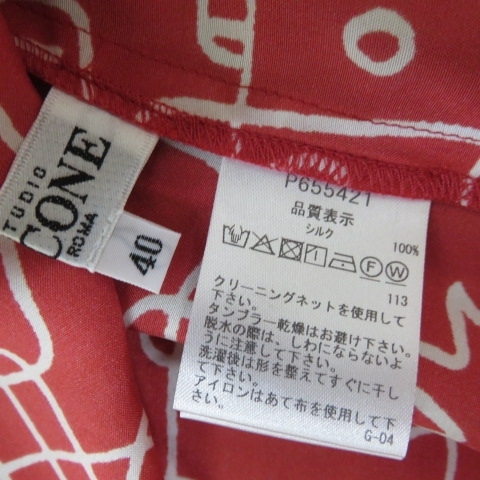 TUDIO
CONE
ROMA
40
P655421
品質表示
シルク
100%
113
クリーニングネットを使用して
下さい。
タンブラー乾燥はお避け下さい。
脱水の際は、しわにならないよ
うに注意して下さい。
洗濯後は形を整えてすぐに干し
て下さい。
アイロンはあて布を使用して下
さい。
G-04